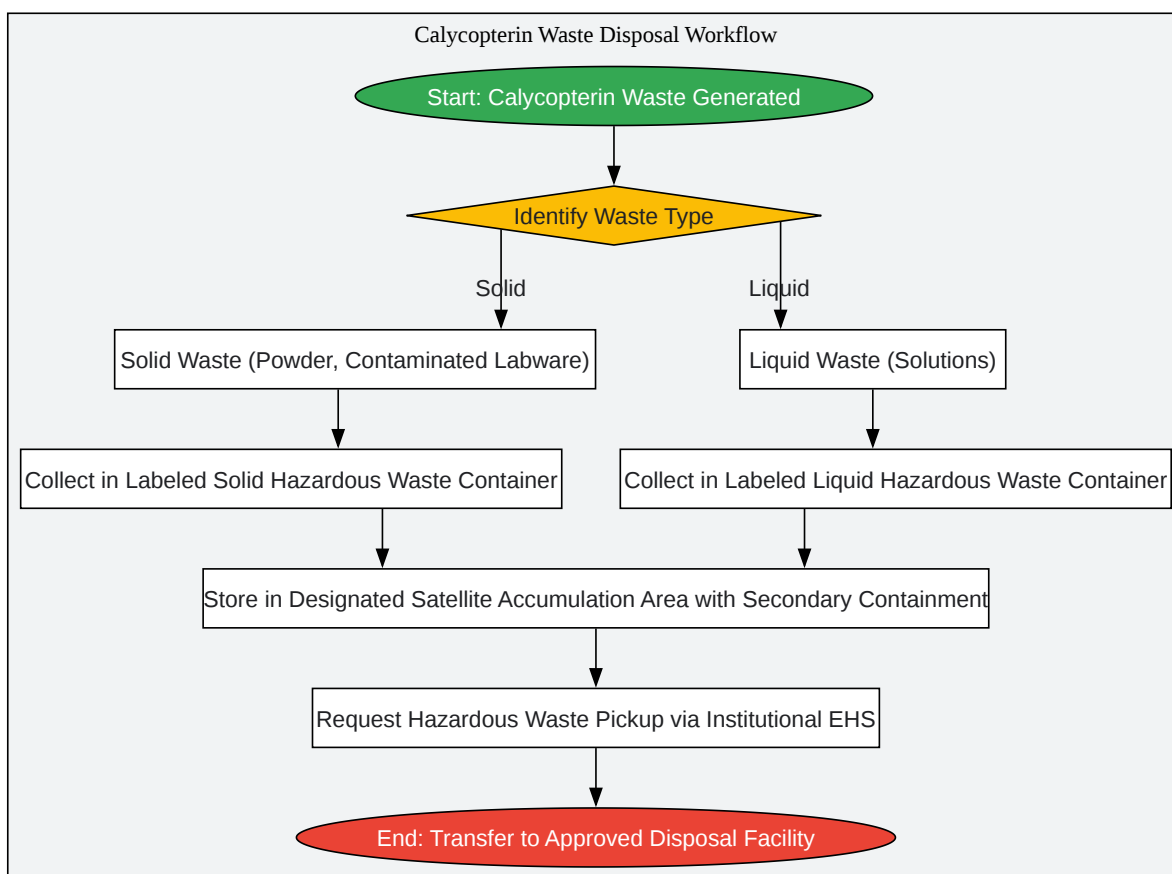 Calycopterin Waste Disposal Workflow
Start: Calycopterin Waste Generated
Identify Waste Type
Solid
Liquid
Solid Waste (Powder, Contaminated Labware)
Liquid Waste (Solutions)
Collect in Labeled Solid Hazardous Waste Container
Collect in Labeled Liquid Hazardous Waste Container
Store in Designated Satellite Accumulation Area with Secondary Containment
Request Hazardous Waste Pickup via Institutional EHS
End: Transfer to Approved Disposal Facility